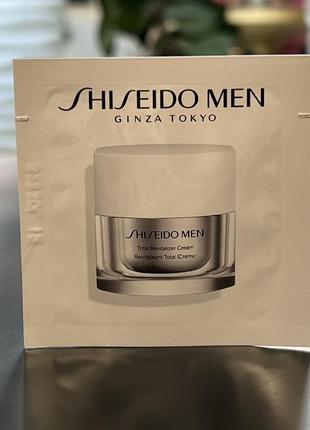 SHISEIDO MEN
GINZA TOKYO
SHISEIDO MEN
Total Revitalizer Cream
Revitalisant Total (Crème)